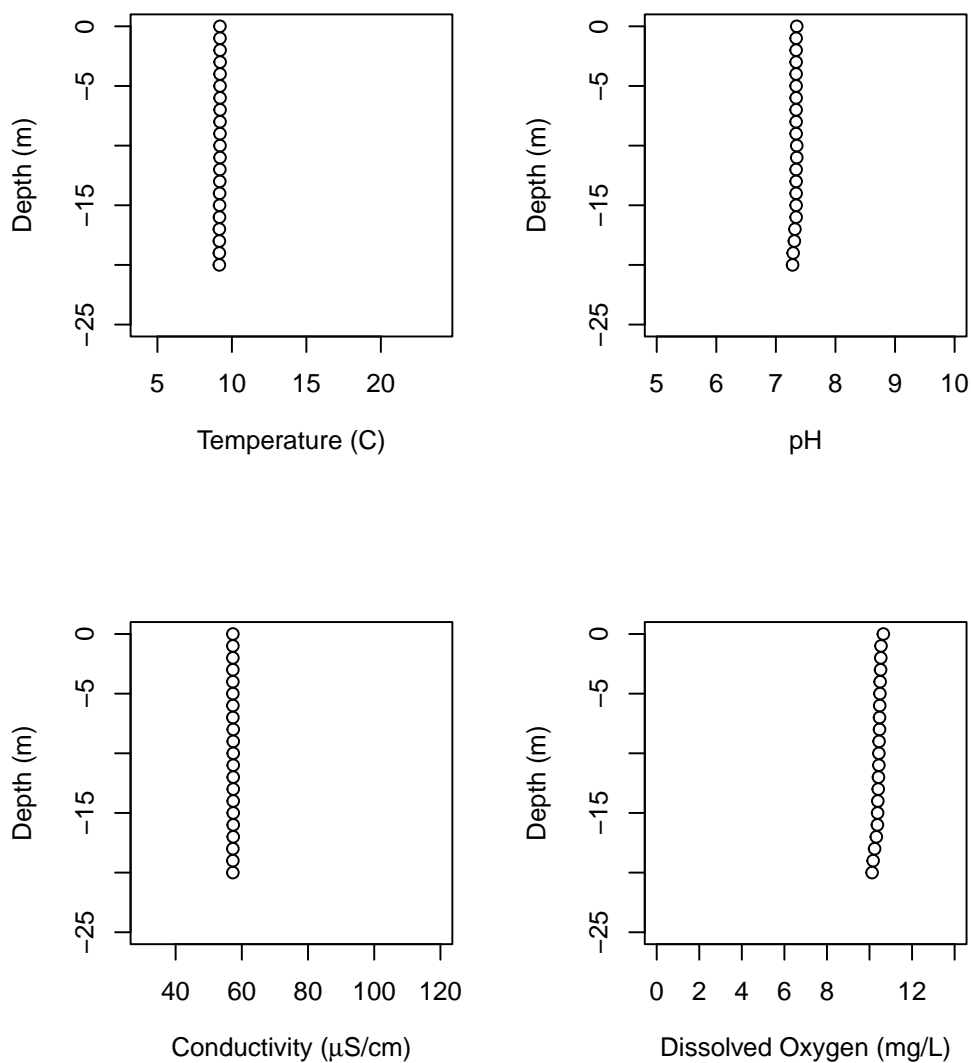 0
−5
−15
−25
Depth (m)
5 10 15 20
Temperature (C)
0
−5
−15
−25
Depth (m)
5 6 7 8 9 10
pH
0
−5
−15
−25
Depth (m)
40 60 80 100 120
Conductivity (μS/cm)
0
−5
−15
−25
Depth (m)
0 2 4 6 8 12
Dissolved Oxygen (mg/L)